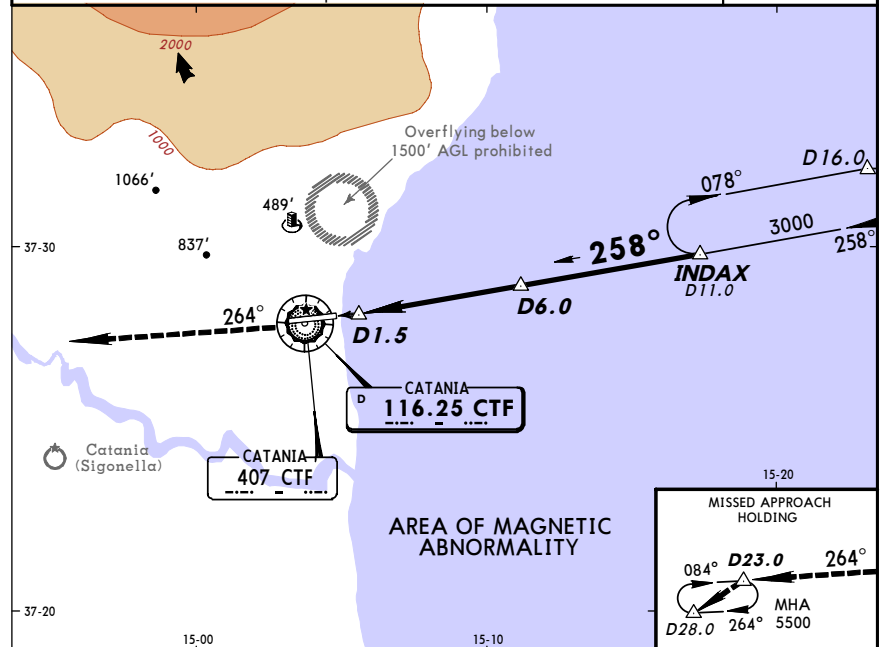 2000
1000
Overflying below
1500' AGL prohibited
1066'
489'
837'
37-30
D16.0
078°
3000
258°
258°
INDAX
D11.0
D6.0
D1.5
264°
CATANIA
D 116.25 CTF
CATANIA
407 CTF
Catania
(Sigonella)
AREA OF MAGNETIC
ABNORMALITY
15-20
MISSED APPROACH
HOLDING
D23.0
264°
084°
MHA
5500
264°
D28.0
37-20
15-00
15-10